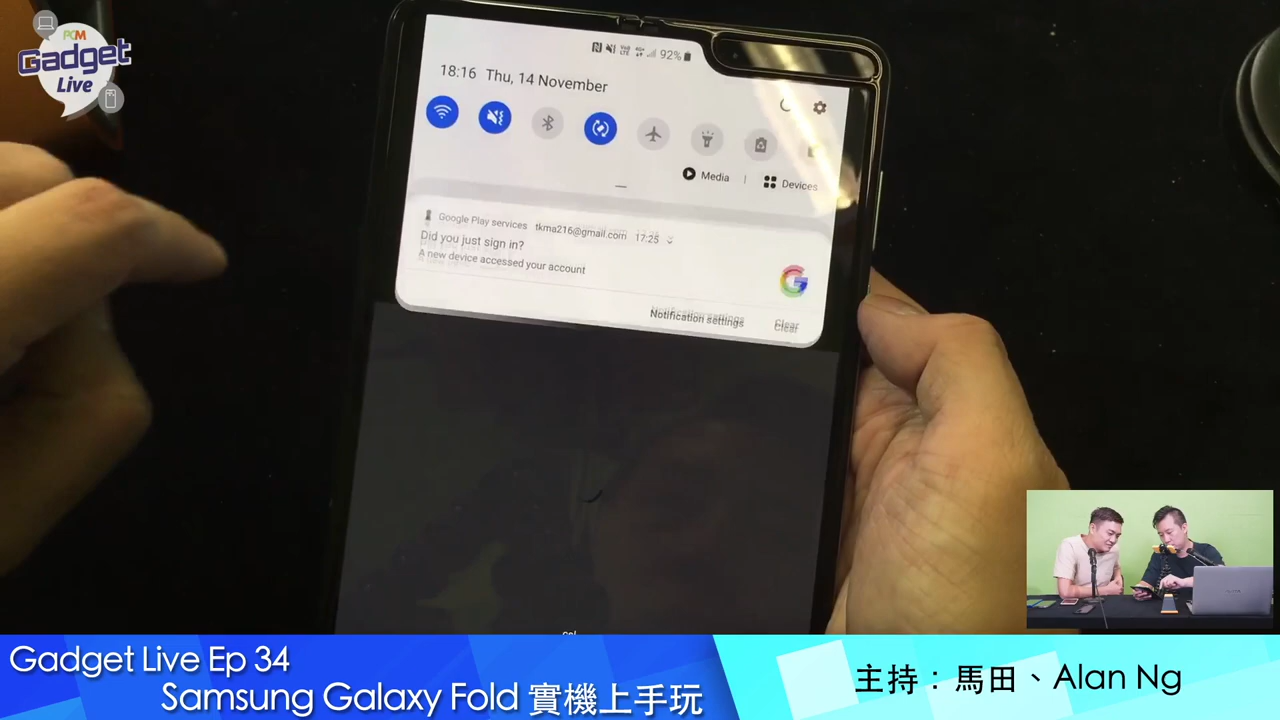 PCM
Gadget
Live
92%
18:16 Thu, 14 November
Media | Devices
Google Play services tkma216@gmail.com 17:25
Did you just sign in?
A new device accessed your account
Notification settings Clear
Gadget Live Ep 34
Samsung Galaxy Fold 實機上手玩
主持：馬田、Alan Ng